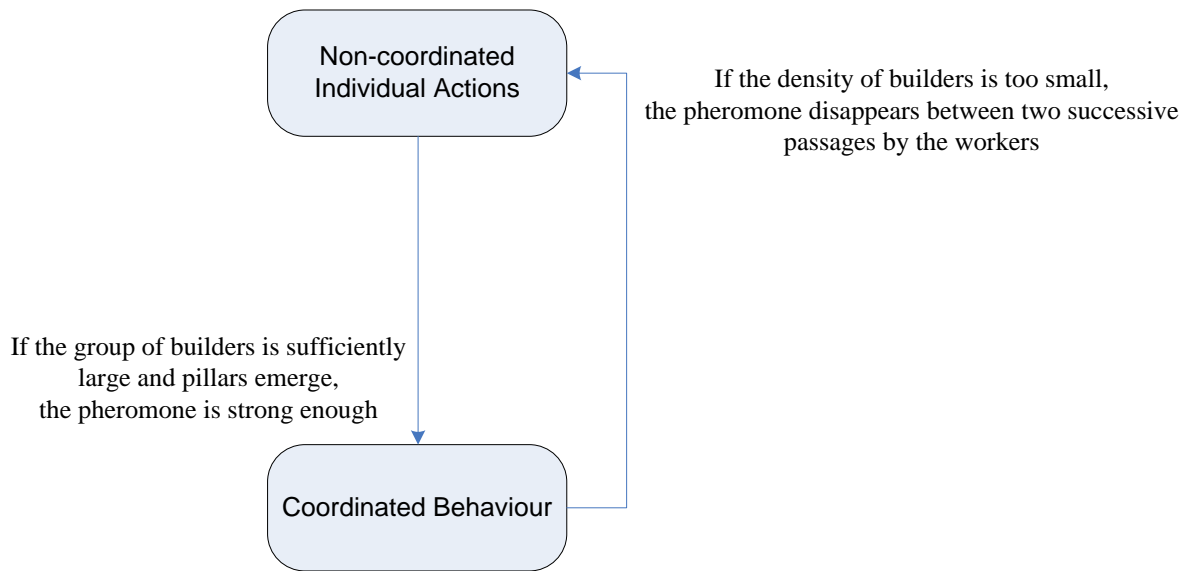 Non-coordinated
Individual Actions
If the density of builders is too small,
the pheromone disappears between two successive
passages by the workers
If the group of builders is sufficiently
large and pillars emerge,
the pheromone is strong enough
Coordinated Behaviour